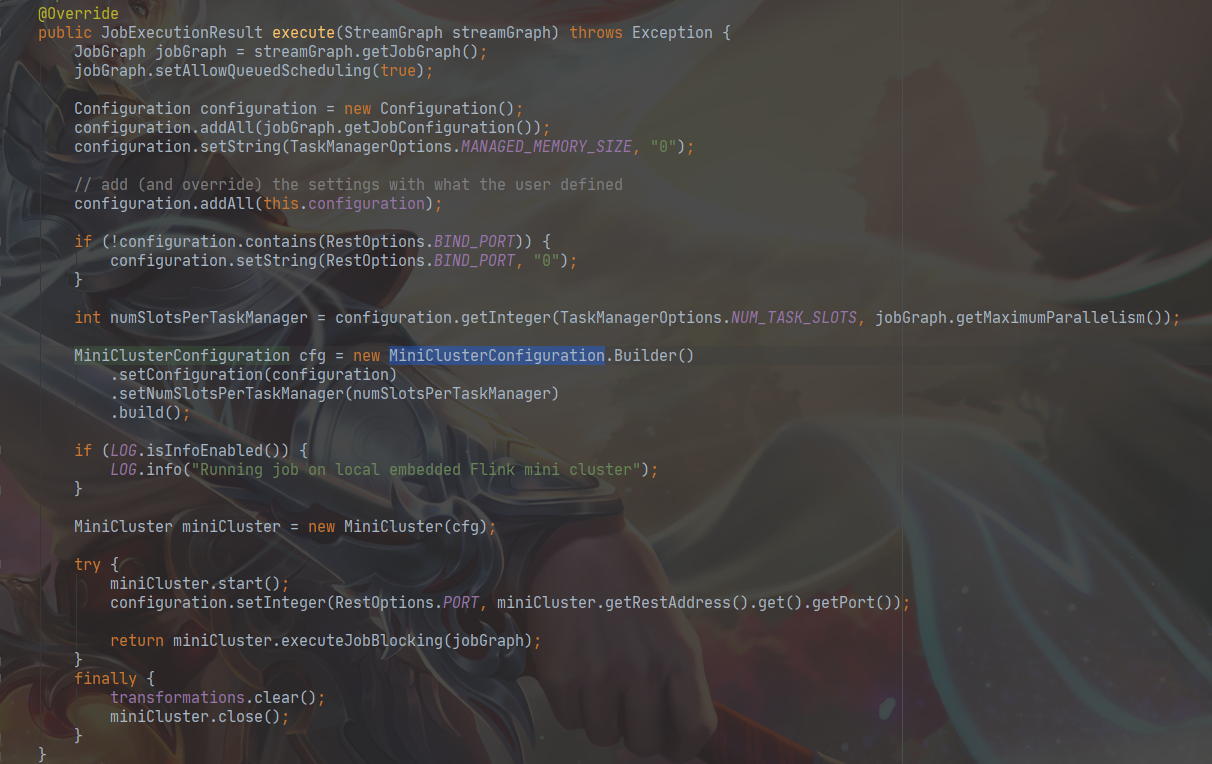 @Override
public JobExecutionResult execute(StreamGraph streamGraph) throws Exception {
JobGraph jobGraph = streamGraph.getJobGraph();
jobGraph.setAllowQueuedScheduling(true);
Configuration configuration = new Configuration();
configuration.addAll(jobGraph.getJobConfiguration());
configuration.setString(TaskManagerOptions.MANAGED_MEMORY_SIZE, "0");
// add (and override) the settings with what the user defined
configuration.addAll(this.configuration);
if (!configuration.contains(RestOptions.BIND_PORT)) {
configuration.setString(RestOptions.BIND_PORT, "0");
}
int numSlotsPerTaskManager = configuration.getInteger(TaskManagerOptions.NUM_TASK_SLOTS, jobGraph.getMaximumParallelism());
MiniClusterConfiguration cfg = new MiniClusterConfiguration.Builder()
.setConfiguration(configuration)
.setNumSlotsPerTaskManager(numSlotsPerTaskManager)
.build();
if (LOG.isInfoEnabled()) {
LOG.info("Running job on local embedded Flink mini cluster");
}
MiniCluster miniCluster = new MiniCluster(cfg);
try {
miniCluster.start();
configuration.setInteger(RestOptions.PORT, miniCluster.getRestAddress().get().getPort());
return miniCluster.executeJobBlocking(jobGraph);
}
finally {
transformations.clear();
miniCluster.close();
}
}